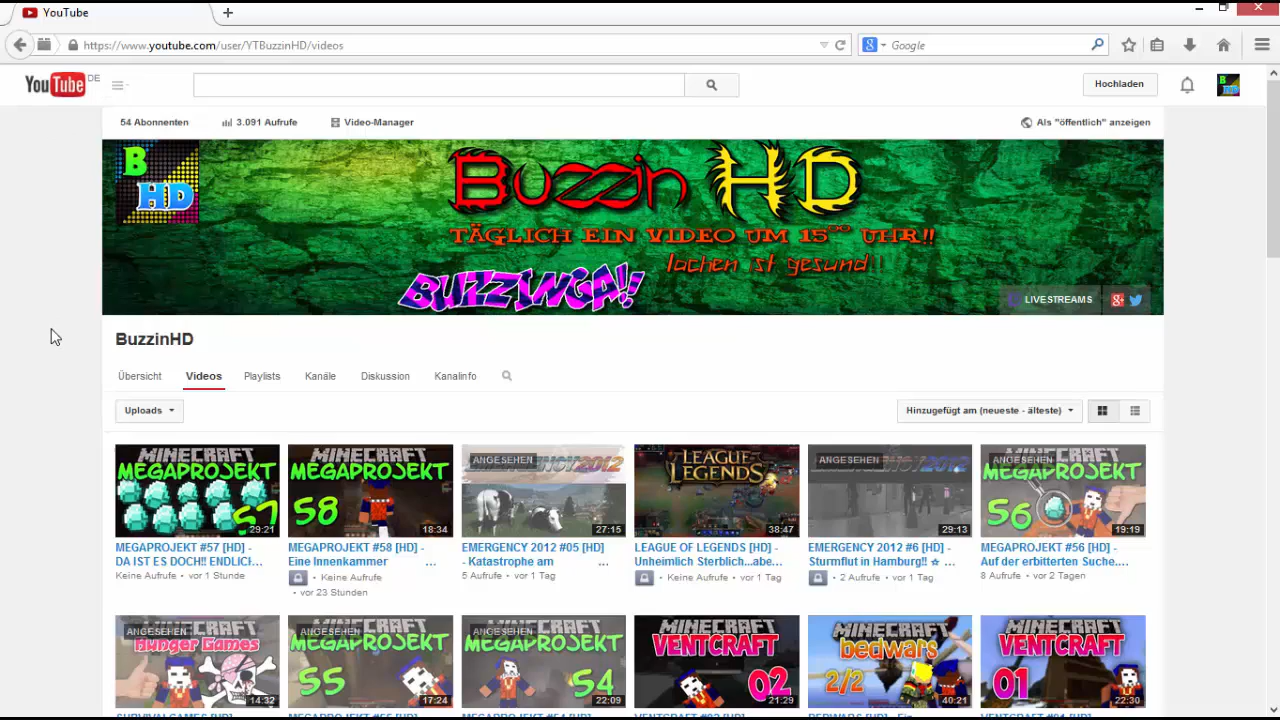 YouTube
https://www.youtube.com/user/YTBuzzinHD/videos
Google
YouTube DE
Hochladen
54 Abonnenten
3.091 Aufrufe
Video-Manager
Als "öffentlich" anzeigen
B
HD
Buzzin HD
TÄGLICH EIN VIDEO UM 15⁰⁰ UHR!!
lachen ist gesund!!
BUZZINGA!!
LIVESTREAMS
BuzzinHD
Übersicht
Videos
Playlists
Kanäle
Diskussion
Kanalinfo
Uploads
Hinzugefügt am (neueste - älteste)
MINECRAFT
MEGAPROJEKT
57
29:21
MINECRAFT
MEGAPROJEKT
58
18:34
ANGESEHEN
2012
27:15
LEAGUE OF
LEGENDS
38:47
ANGESEHEN
2012
29:13
ANGESEHEN
MINECRAFT
MEGAPROJEKT
56
19:19
MEGAPROJEKT #57 [HD] -
DA IST ES DOCH!! ENDLICH...
Keine Aufrufe • vor 1 Stunde
MEGAPROJEKT #58 [HD] -
Eine Innenkammer ...
• Keine Aufrufe
• vor 23 Stunden
EMERGENCY 2012 #05 [HD]
- Katastrophe am ...
5 Aufrufe • vor 1 Tag
LEAGUE OF LEGENDS [HD] -
Unheimlich Sterblich...abe...
• Keine Aufrufe • vor 1 Tag
EMERGENCY 2012 #6 [HD] -
Sturmflut in Hamburg!! ☆ ...
• 2 Aufrufe • vor 1 Tag
MEGAPROJEKT #56 [HD] -
Auf der erbitterten Suche....
8 Aufrufe • vor 2 Tagen
ANGESEHEN
MINECRAFT
Hunger Games
14:32
ANGESEHEN
MINECRAFT
MEGAPROJEKT
55
17:24
ANGESEHEN
MINECRAFT
MEGAPROJEKT
54
22:09
MINECRAFT
VENTCRAFT
02
21:29
MINECRAFT
bedwars
2/2
40:21
MINECRAFT
VENTCRAFT
01
22:30